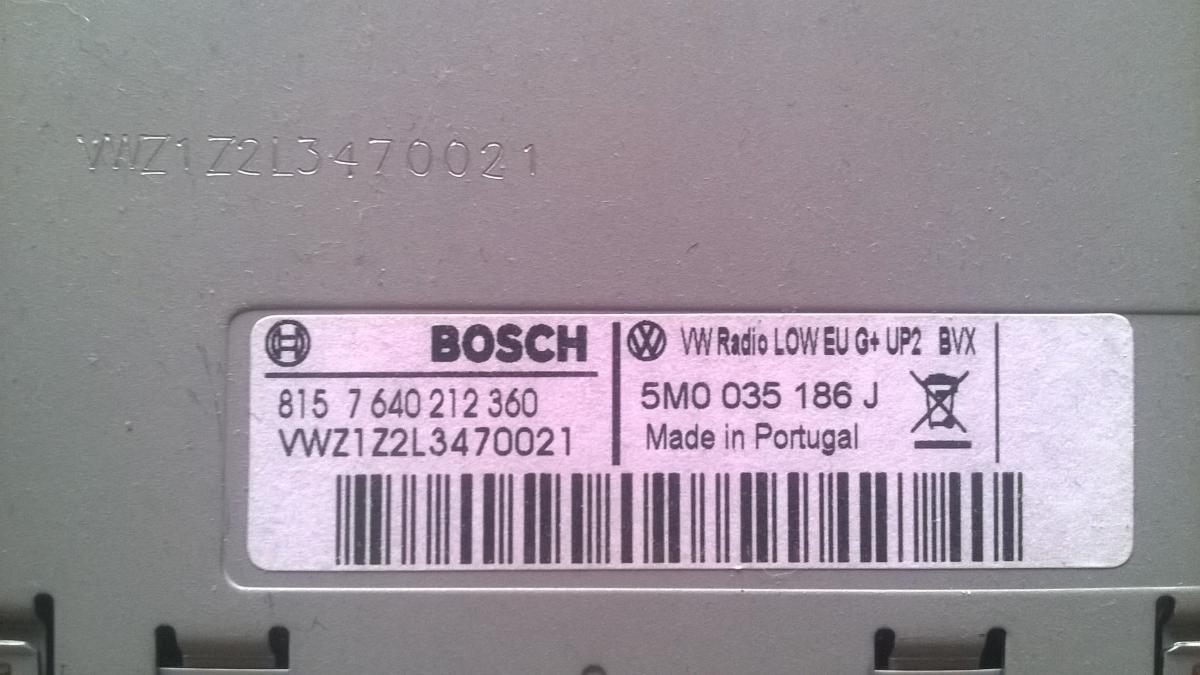 VWZ1Z2L3470021
BOSCH
815 7 640 212 360
VWZ1Z2L3470021
VW Radio LOW EU G+ UP2 BVX
5M0 035 186 J
Made in Portugal